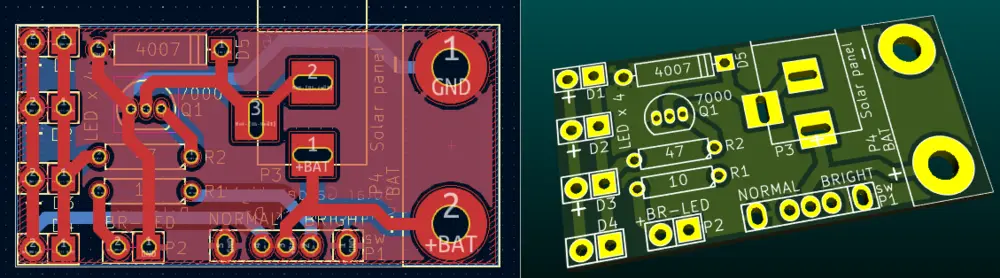 4007
D5
1
GND
2
3
7000
Q1
LED x 4
Solar panel
1
+BAT
R2
P3
R1
P4
BAT
2
+BAT
NORMAL
BRIGHT
SW
P1
P2
4007
D5
D1
7000
Q1
D2
LED x 4
Solar panel
47
R2
P3
P4
BAT
10
R1
D3
NORMAL
BRIGHT
SW
P1
D4
+BR-LED
P2